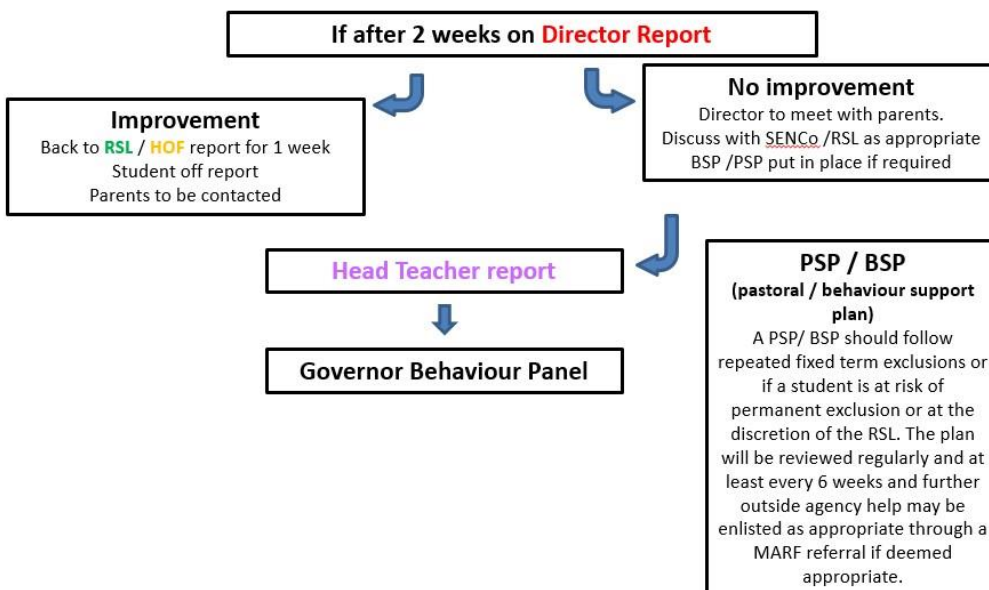 If after 2 weeks on Director Report
Improvement
Back to RSL / HOF report for 1 week
Student off report
Parents to be contacted
No improvement
Director to meet with parents.
Discuss with SENCo /RSL as appropriate
BSP /PSP put in place if required
Head Teacher report
Governor Behaviour Panel
PSP / BSP
(pastoral / behaviour support
plan)
A PSP/ BSP should follow
repeated fixed term exclusions or
if a student is at risk of
permanent exclusion or at the
discretion of the RSL. The plan
will be reviewed regularly and at
least every 6 weeks and further
outside agency help may be
enlisted as appropriate through a
MARF referral if deemed
appropriate.